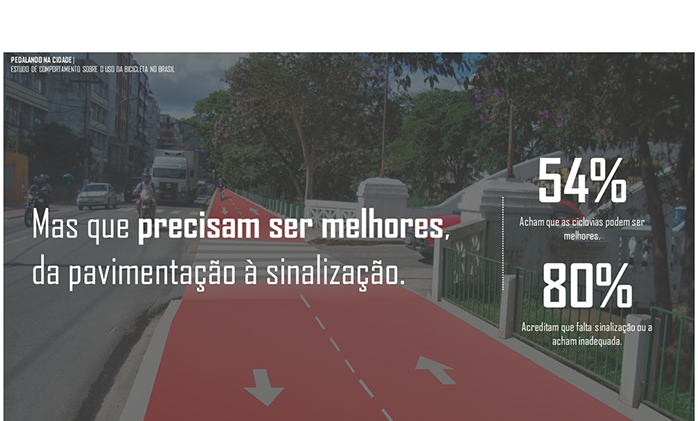 PEDALANDO NA CIDADE|
ESTUDO DE COMPORTAMENTO SOBRE O USO DA BICICLETA NO BRASIL
Mas que precisam ser melhores,
da pavimentação à sinalização.
54%
Acham que as ciclovias podem ser
melhores.
80%
Acreditam que falta sinalização ou a
acham inadequada.